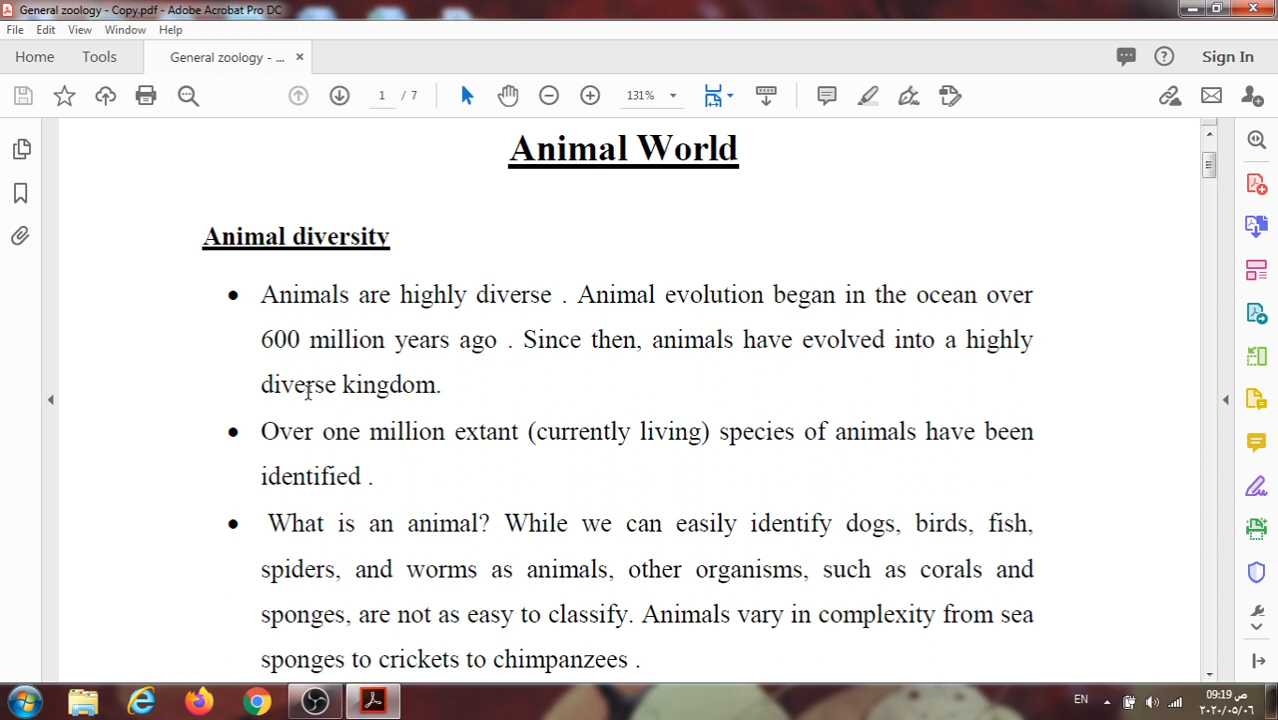 General zoology - Copy.pdf - Adobe Acrobat Pro DC
File Edit View Window Help
Home Tools General zoology - ... × Sign In
1 / 7 131%
Animal World
Animal diversity
• Animals are highly diverse . Animal evolution began in the ocean over
600 million years ago . Since then, animals have evolved into a highly
diverse kingdom.
• Over one million extant (currently living) species of animals have been
identified .
• What is an animal? While we can easily identify dogs, birds, fish,
spiders, and worms as animals, other organisms, such as corals and
sponges, are not as easy to classify. Animals vary in complexity from sea
sponges to crickets to chimpanzees .
EN 09:19 ص
٢٠٢٠/٠٥/٠٦